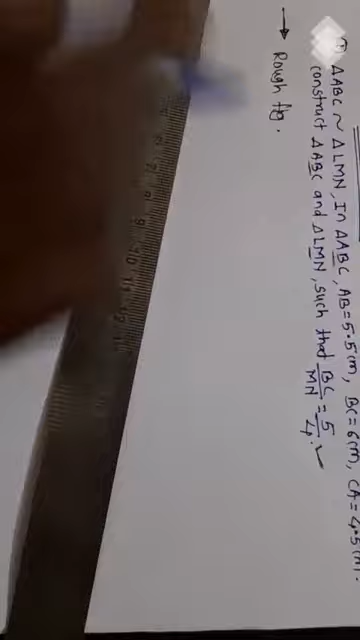 ΔABC ~ ΔLMN, In ΔABC, AB = 5.5cm, BC = 6cm, CA = 4.5cm.
construct ΔABC and ΔLMN, such that BC/MN = 5/4.
→ Rough fig.